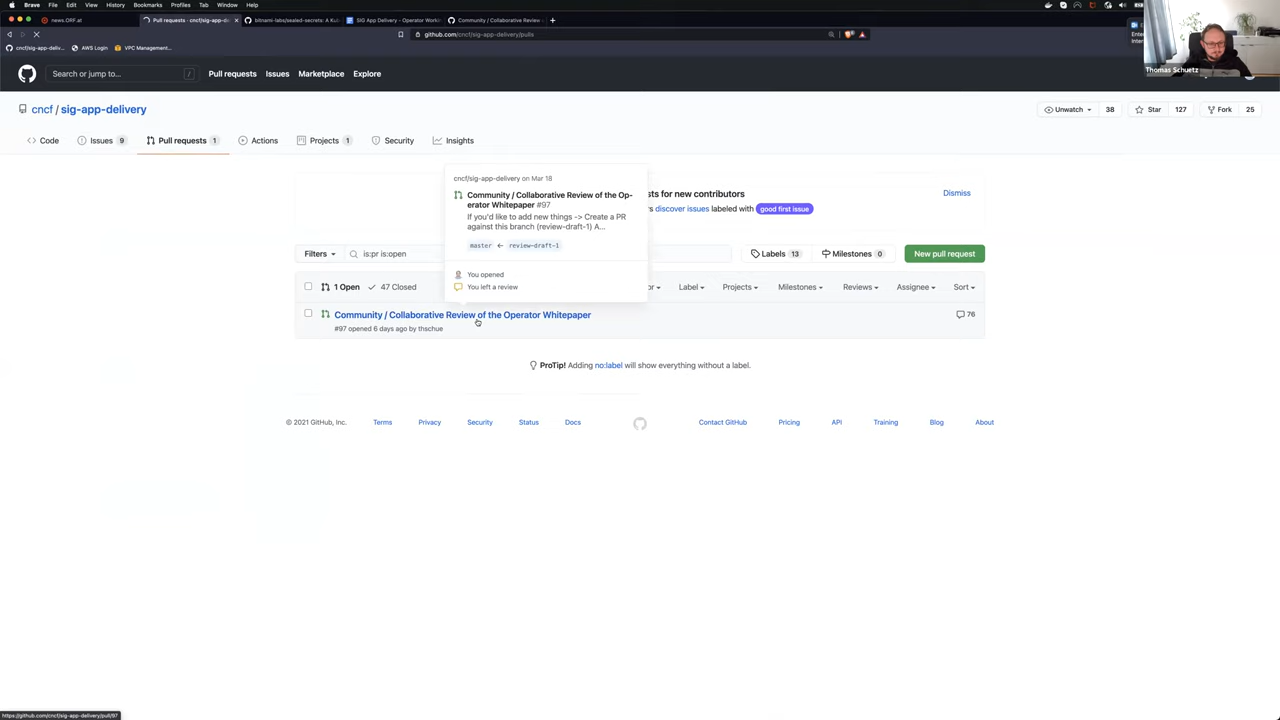 Brave File Edit View History Bookmarks Profiles Tab Window Help
news.ORF.at
Pull requests · cncf/sig-app-de
bitnami-labs/sealed-secrets: A Ku
SIG App Delivery - Operator Work
Community / Collaborative Review
github.com/cncf/sig-app-delivery/pulls
cncf/sig-app-deliv...
AWS Login
VPC Management...
Thomas Schuetz
Search or jump to... /
Pull requests Issues Marketplace Explore
cncf / sig-app-delivery
Unwatch 38
Star 127
Fork 25
Code
Issues 9
Pull requests 1
Actions
Projects 1
Security
Insights
cncf/sig-app-delivery on Mar 18
Community / Collaborative Review of the Op-
erator Whitepaper #97
If you'd like to add new things -> Create a PR
against this branch (review-draft-1) A...
master ← review-draft-1
You opened
You left a review
sts for new contributors
rs discover issues labeled with good first issue
Dismiss
Filters
is:pr is:open
Labels 13
Milestones 0
New pull request
1 Open
47 Closed
or
Label
Projects
Milestones
Reviews
Assignee
Sort
Community / Collaborative Review of the Operator Whitepaper
76
#97 opened 6 days ago by thschue
ProTip! Adding no:label will show everything without a label.
© 2021 GitHub, Inc.
Terms
Privacy
Security
Status
Docs
Contact GitHub
Pricing
API
Training
Blog
About
https://github.com/cncf/sig-app-delivery/pull/97